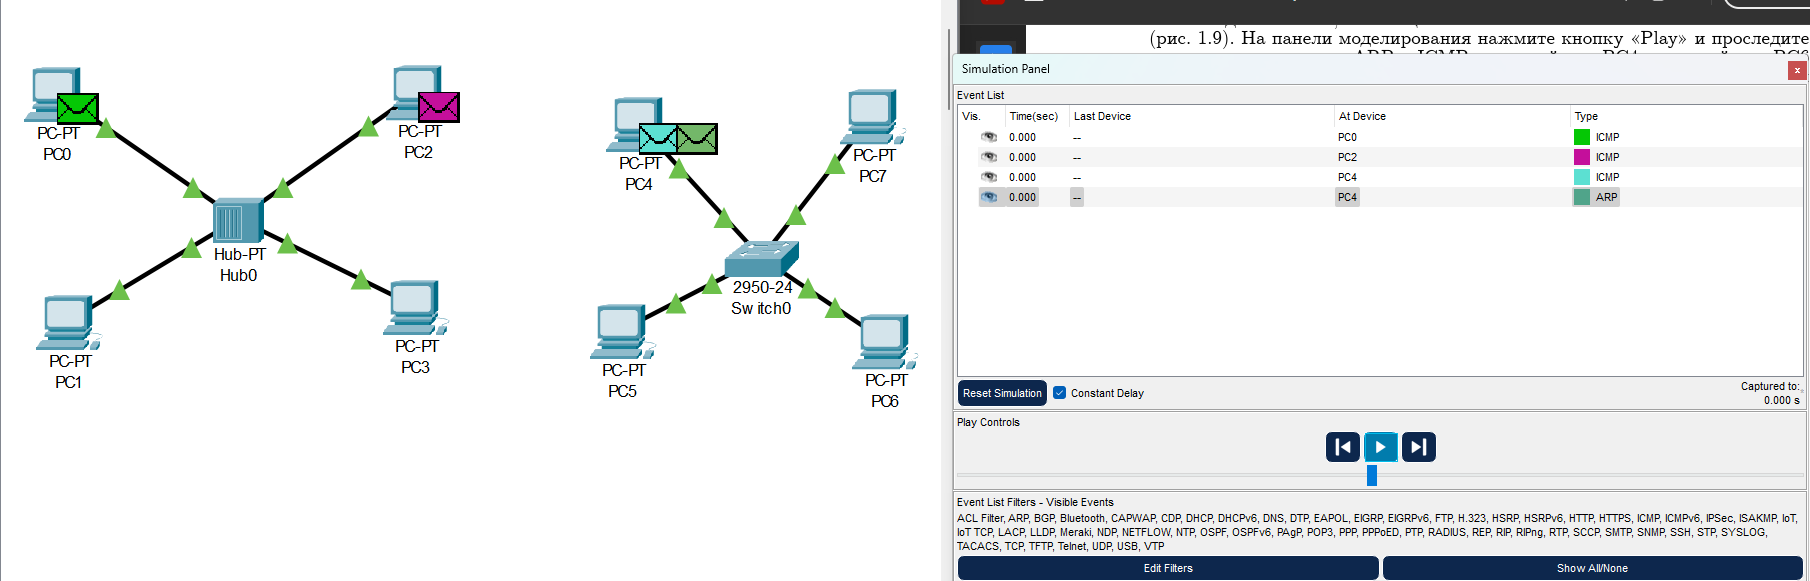 (рис. 1.9). На панели моделирования нажмите кнопку «Play» и проследите
Simulation Panel
x
Event List
Vis. Time(sec) Last Device At Device Type
0.000 -- PC0 ICMP
0.000 -- PC2 ICMP
0.000 -- PC4 ICMP
0.000 -- PC4 ARP
Reset Simulation Constant Delay
Captured to:
0.000 s
Play Controls
Event List Filters - Visible Events
ACL Filter, ARP, BGP, Bluetooth, CAPWAP, CDP, DHCP, DHCPv6, DNS, DTP, EAPOL, EIGRP, EIGRPv6, FTP, H.323, HSRP, HSRPv6, HTTP, HTTPS, ICMP, ICMPv6, IPSec, ISAKMP, IoT,
IoT TCP, LACP, LLDP, Meraki, NDP, NETFLOW, NTP, OSPF, OSPFv6, PAgP, POP3, PPP, PPPoED, PTP, RADIUS, REP, RIP, RIPng, RTP, SCCP, SMTP, SNMP, SSH, STP, SYSLOG,
TACACS, TCP, TFTP, Telnet, UDP, USB, VTP
Edit Filters
Show All/None
PC-PT
PC0
PC-PT
PC2
Hub-PT
Hub0
PC-PT
PC1
PC-PT
PC3
PC-PT
PC4
PC-PT
PC7
2950-24
Switch0
PC-PT
PC5
PC-PT
PC6